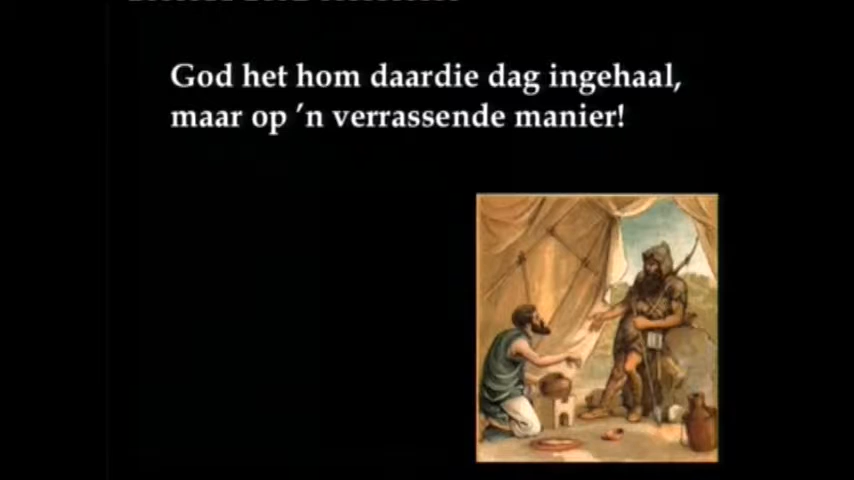 God het hom daardie dag ingehaal,
maar op ’n verrassende manier!